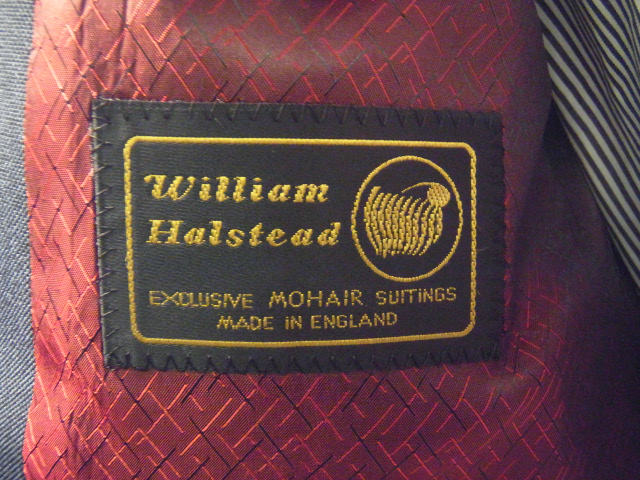 William
Halstead
EXCLUSIVE MOHAIR SUITINGS
MADE IN ENGLAND